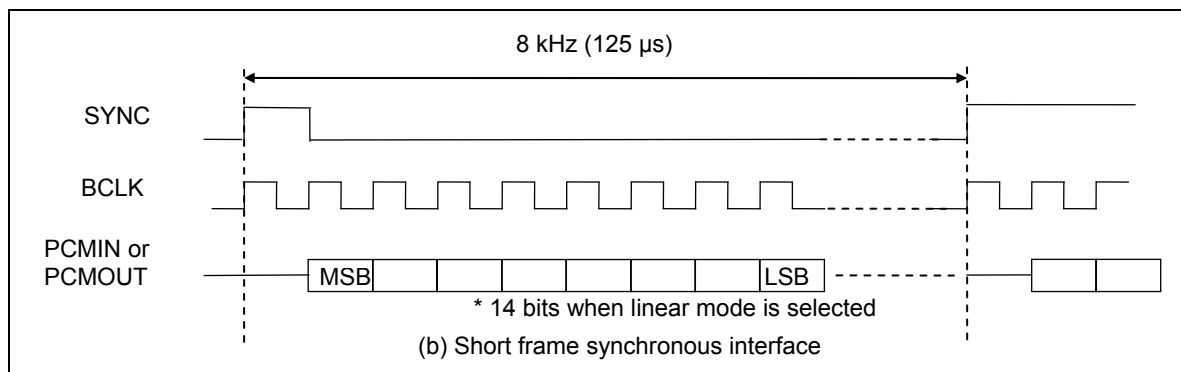 8 kHz (125 µs)
SYNC
BCLK
PCMIN or
PCMOUT
MSB
LSB
* 14 bits when linear mode is selected
(b) Short frame synchronous interface